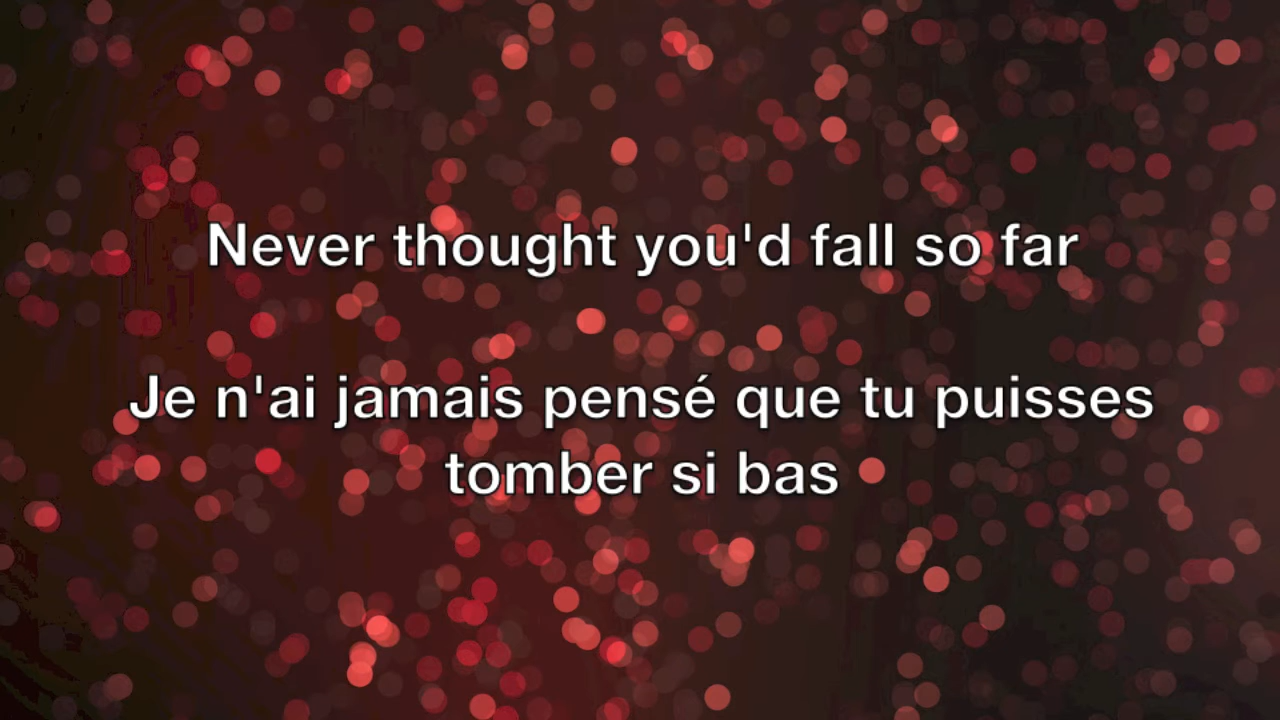 Never thought you'd fall so far
Je n'ai jamais pensé que tu puisses
tomber si bas